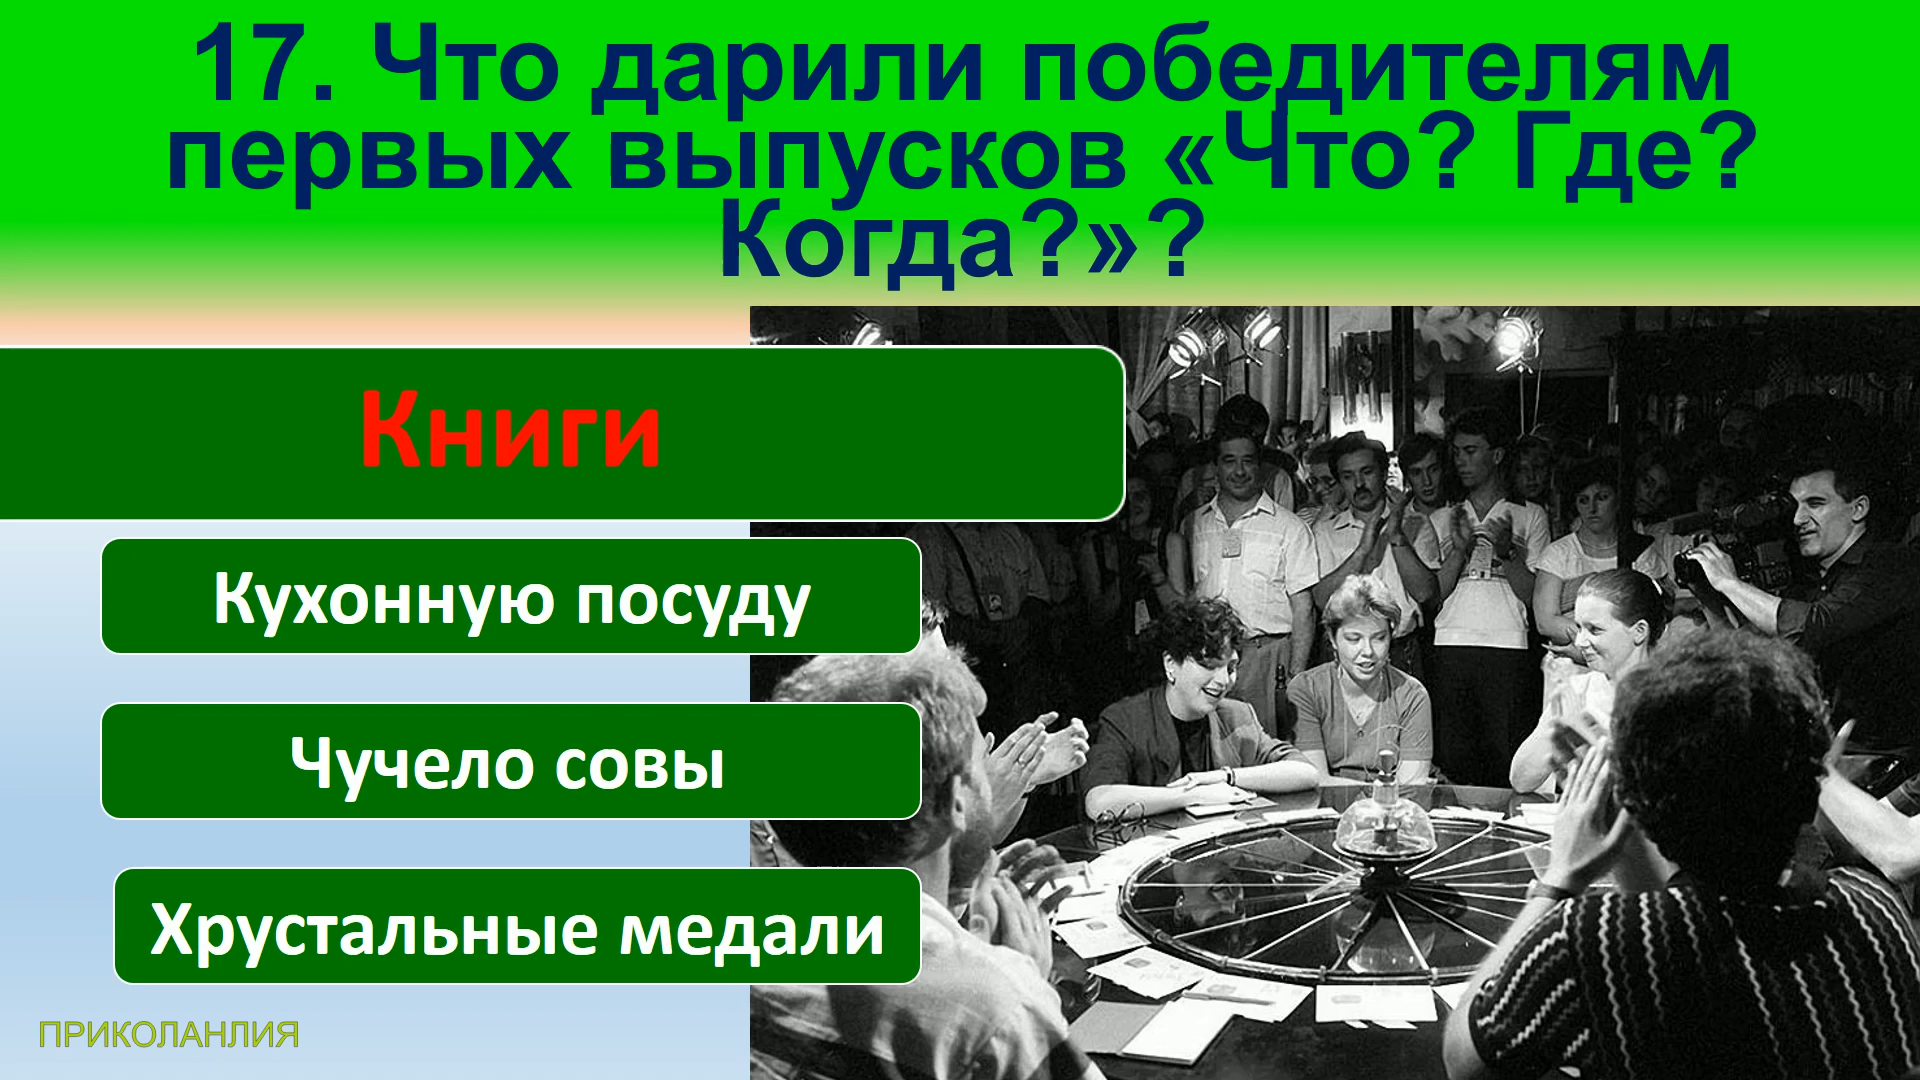 17. Что дарили победителям
первых выпусков «Что? Где?
Когда?»?
Книги
Кухонную посуду
Чучело совы
Хрустальные медали
ПРИКОЛАНЛИЯ